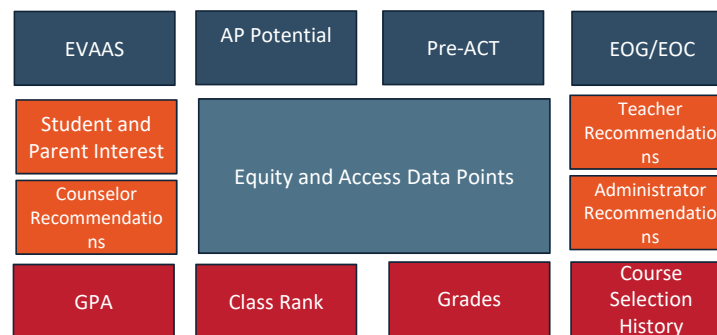 EVAAS
AP Potential
Pre-ACT
EOG/EOC
Student and
Parent Interest
Equity and Access Data Points
Teacher
Recommendatio
ns
Counselor
Recommendatio
ns
Administrator
Recommendatio
ns
GPA
Class Rank
Grades
Course
Selection
History